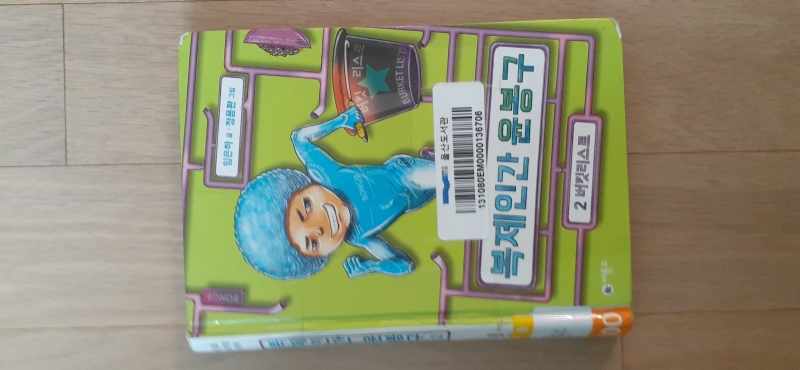 복제인간 윤봉구
2 버킷리스트
임은하 글·정용환 그림
버킷 리스트
BUCKET LIST
BONG9
울산도서관
131080EM0000136706